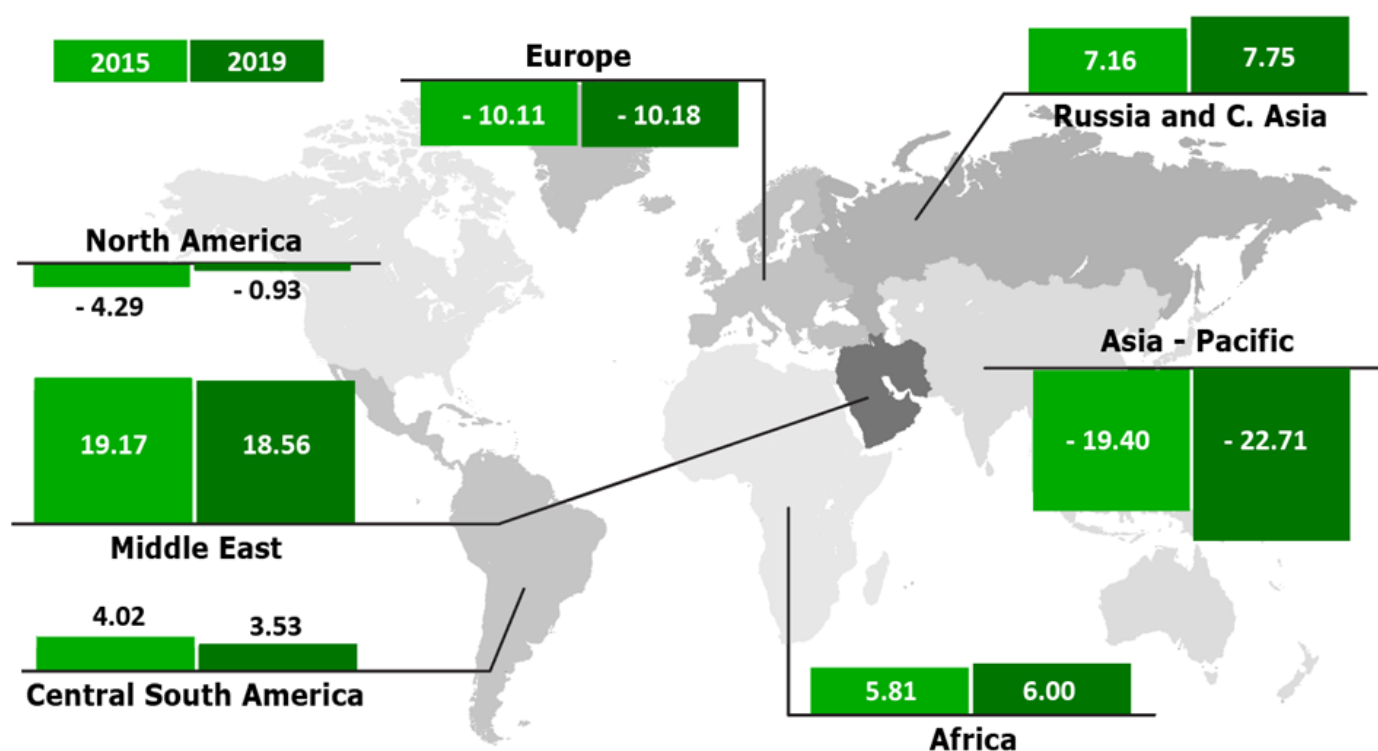 2015 2019
Europe
- 10.11 - 10.18
7.16 7.75
Russia and C. Asia
North America
- 4.29 - 0.93
Asia - Pacific
- 19.40 - 22.71
19.17 18.56
Middle East
4.02 3.53
Central South America
5.81 6.00
Africa